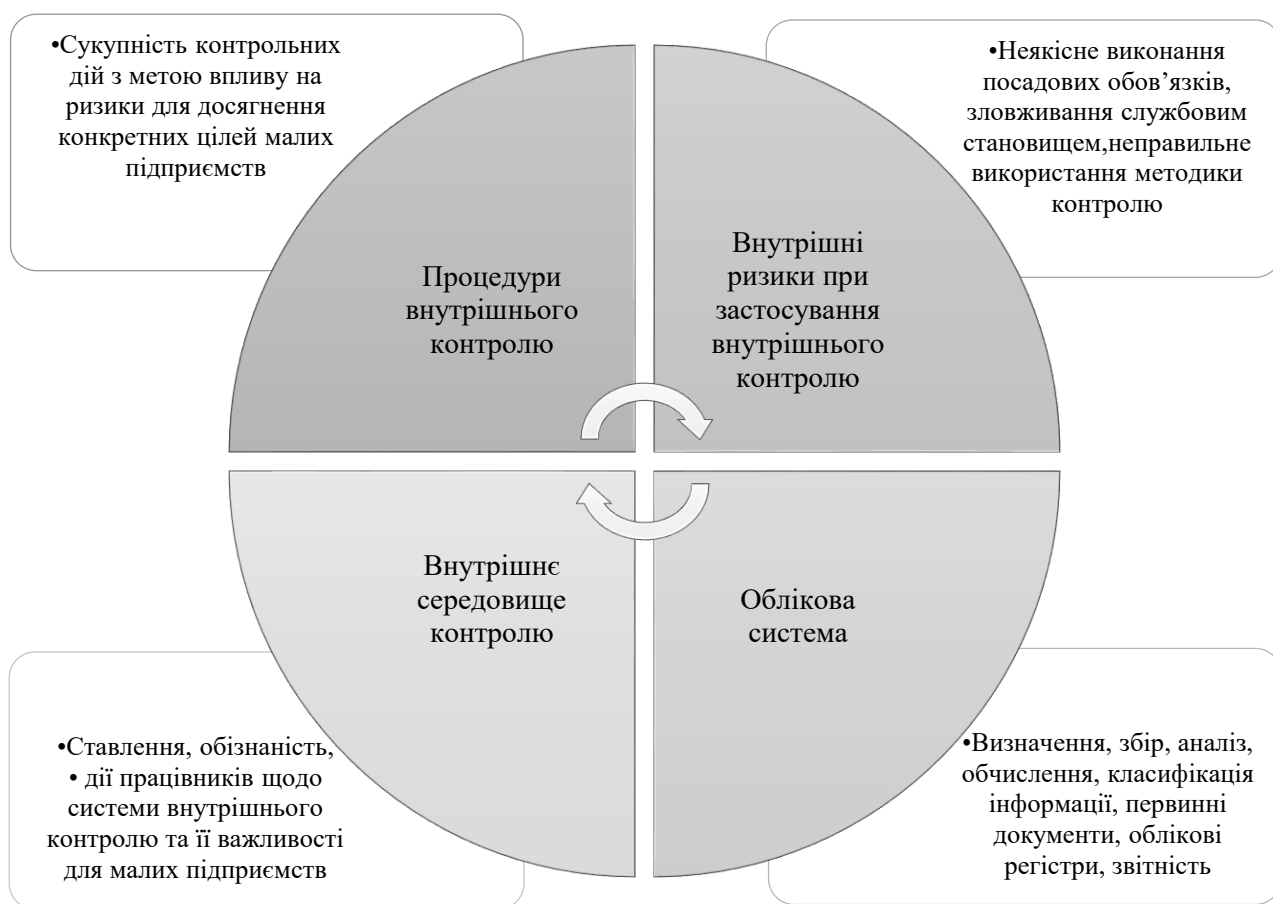 •Сукупність контрольних
дій з метою впливу на
ризики для досягнення
конкретних цілей малих
підприємств
•Неякісне виконання
посадових обов’язків,
зловживання службовим
становищем,неправильне
використання методики
контролю
Процедури
внутрішнього
контролю
Внутрішні
ризики при
застосування
внутрішнього
контролю
Внутрішнє
середовище
контролю
Облікова
система
•Ставлення, обізнаність,
• дії працівників щодо
системи внутрішнього
контролю та її важливості
для малих підприємств
•Визначення, збір, аналіз,
обчислення, класифікація
інформації, первинні
документи, облікові
регістри, звітність